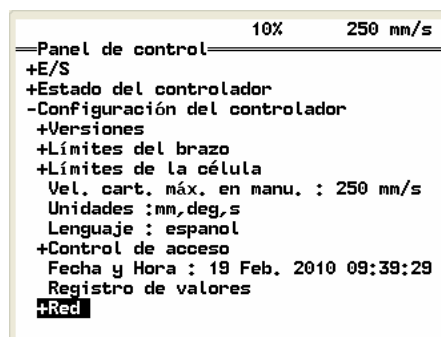 10% 250 mm/s
Panel de control
+E/S
+Estado del controlador
-Configuración del controlador
+Versiones
+Límites del brazo
+Límites de la célula
Vel. cart. máx. en manu. : 250 mm/s
Unidades :mm,deg,s
Lenguaje : espanol
+Control de acceso
Fecha y Hora : 19 Feb. 2010 09:39:29
Registro de valores
+Red